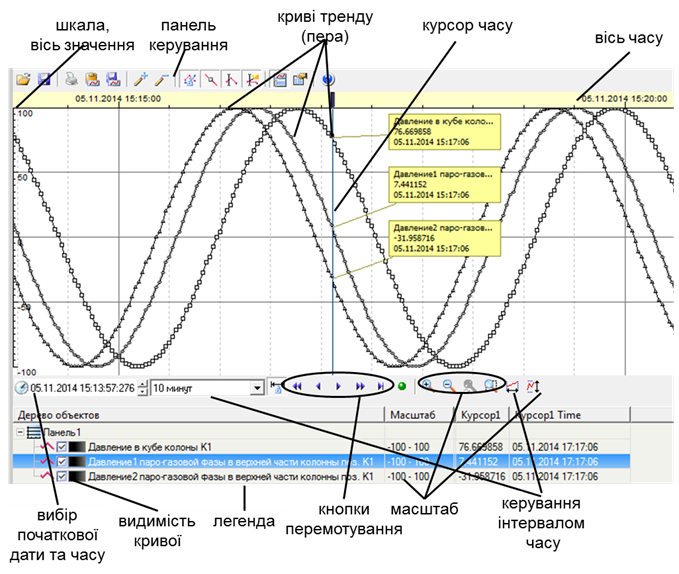 шкала,
вісь значення
панель
керування
криві тренду
(пера)
курсор часу
вісь часу
05.11.2014 15:15:00
05.11.2014 15:20:00
100
Давление в кубе коло...
76.669858
05.11.2014 15:17:06
50
Давление1 паро-газов...
7.441152
05.11.2014 15:17:06
0
Давление2 паро-газов...
-31.958716
05.11.2014 15:17:06
-50
-100
05.11.2014 15:13:57:276
10 минут
Дерево объектов Масштаб Курсор1 Курсор1 Time
Панель1
Давление в кубе колоны К1 -100 - 100 76.669858 05.11.2014 17:17:06
Давление1 паро-газовой фазы в верхней части колонны поз. К1 -100 - 100 7.441152 05.11.2014 17:17:06
Давление2 паро-газовой фазы в верхней части колонны поз. К1 -100 - 100 -31.958716 05.11.2014 17:17:06
вибір
початкової
дати та часу
видимість
кривої
легенда
кнопки
перемотування
масштаб
керування
інтервалом
часу